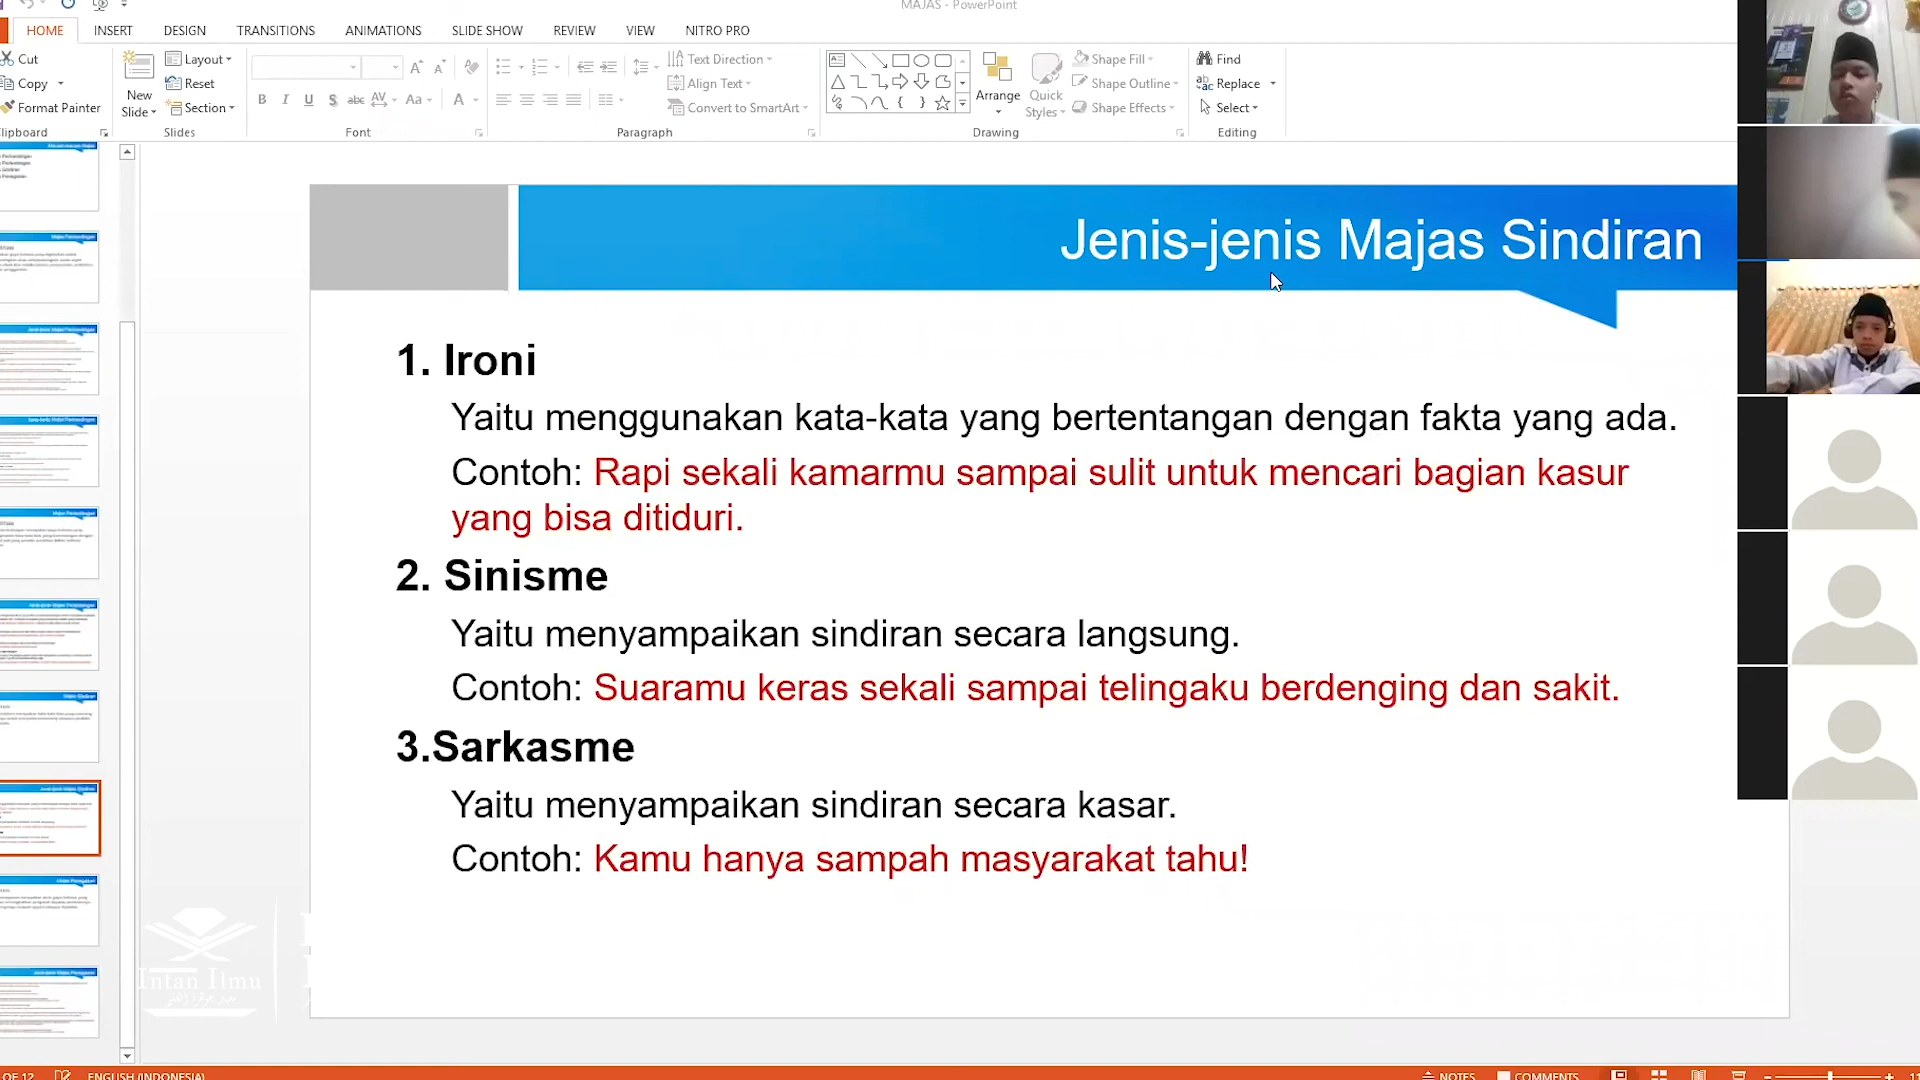 MAJAS - PowerPoint
HOME INSERT DESIGN TRANSITIONS ANIMATIONS SLIDE SHOW REVIEW VIEW NITRO PRO
Cut
Copy
Format Painter
Clipboard
New Slide
Layout
Reset
Section
Slides
Font
Text Direction
Align Text
Convert to SmartArt
Paragraph
Arrange
Quick Styles
Shape Fill
Shape Outline
Shape Effects
Drawing
Find
Replace
Select
Editing
Jenis-jenis Majas Sindiran
1. Ironi
Yaitu menggunakan kata-kata yang bertentangan dengan fakta yang ada.
Contoh: Rapi sekali kamarmu sampai sulit untuk mencari bagian kasur
yang bisa ditiduri.
2. Sinisme
Yaitu menyampaikan sindiran secara langsung.
Contoh: Suaramu keras sekali sampai telingaku berdenging dan sakit.
3.Sarkasme
Yaitu menyampaikan sindiran secara kasar.
Contoh: Kamu hanya sampah masyarakat tahu!
Intan Ilmu
OF 12 ENGLISH (INDONESIA) NOTES COMMENTS